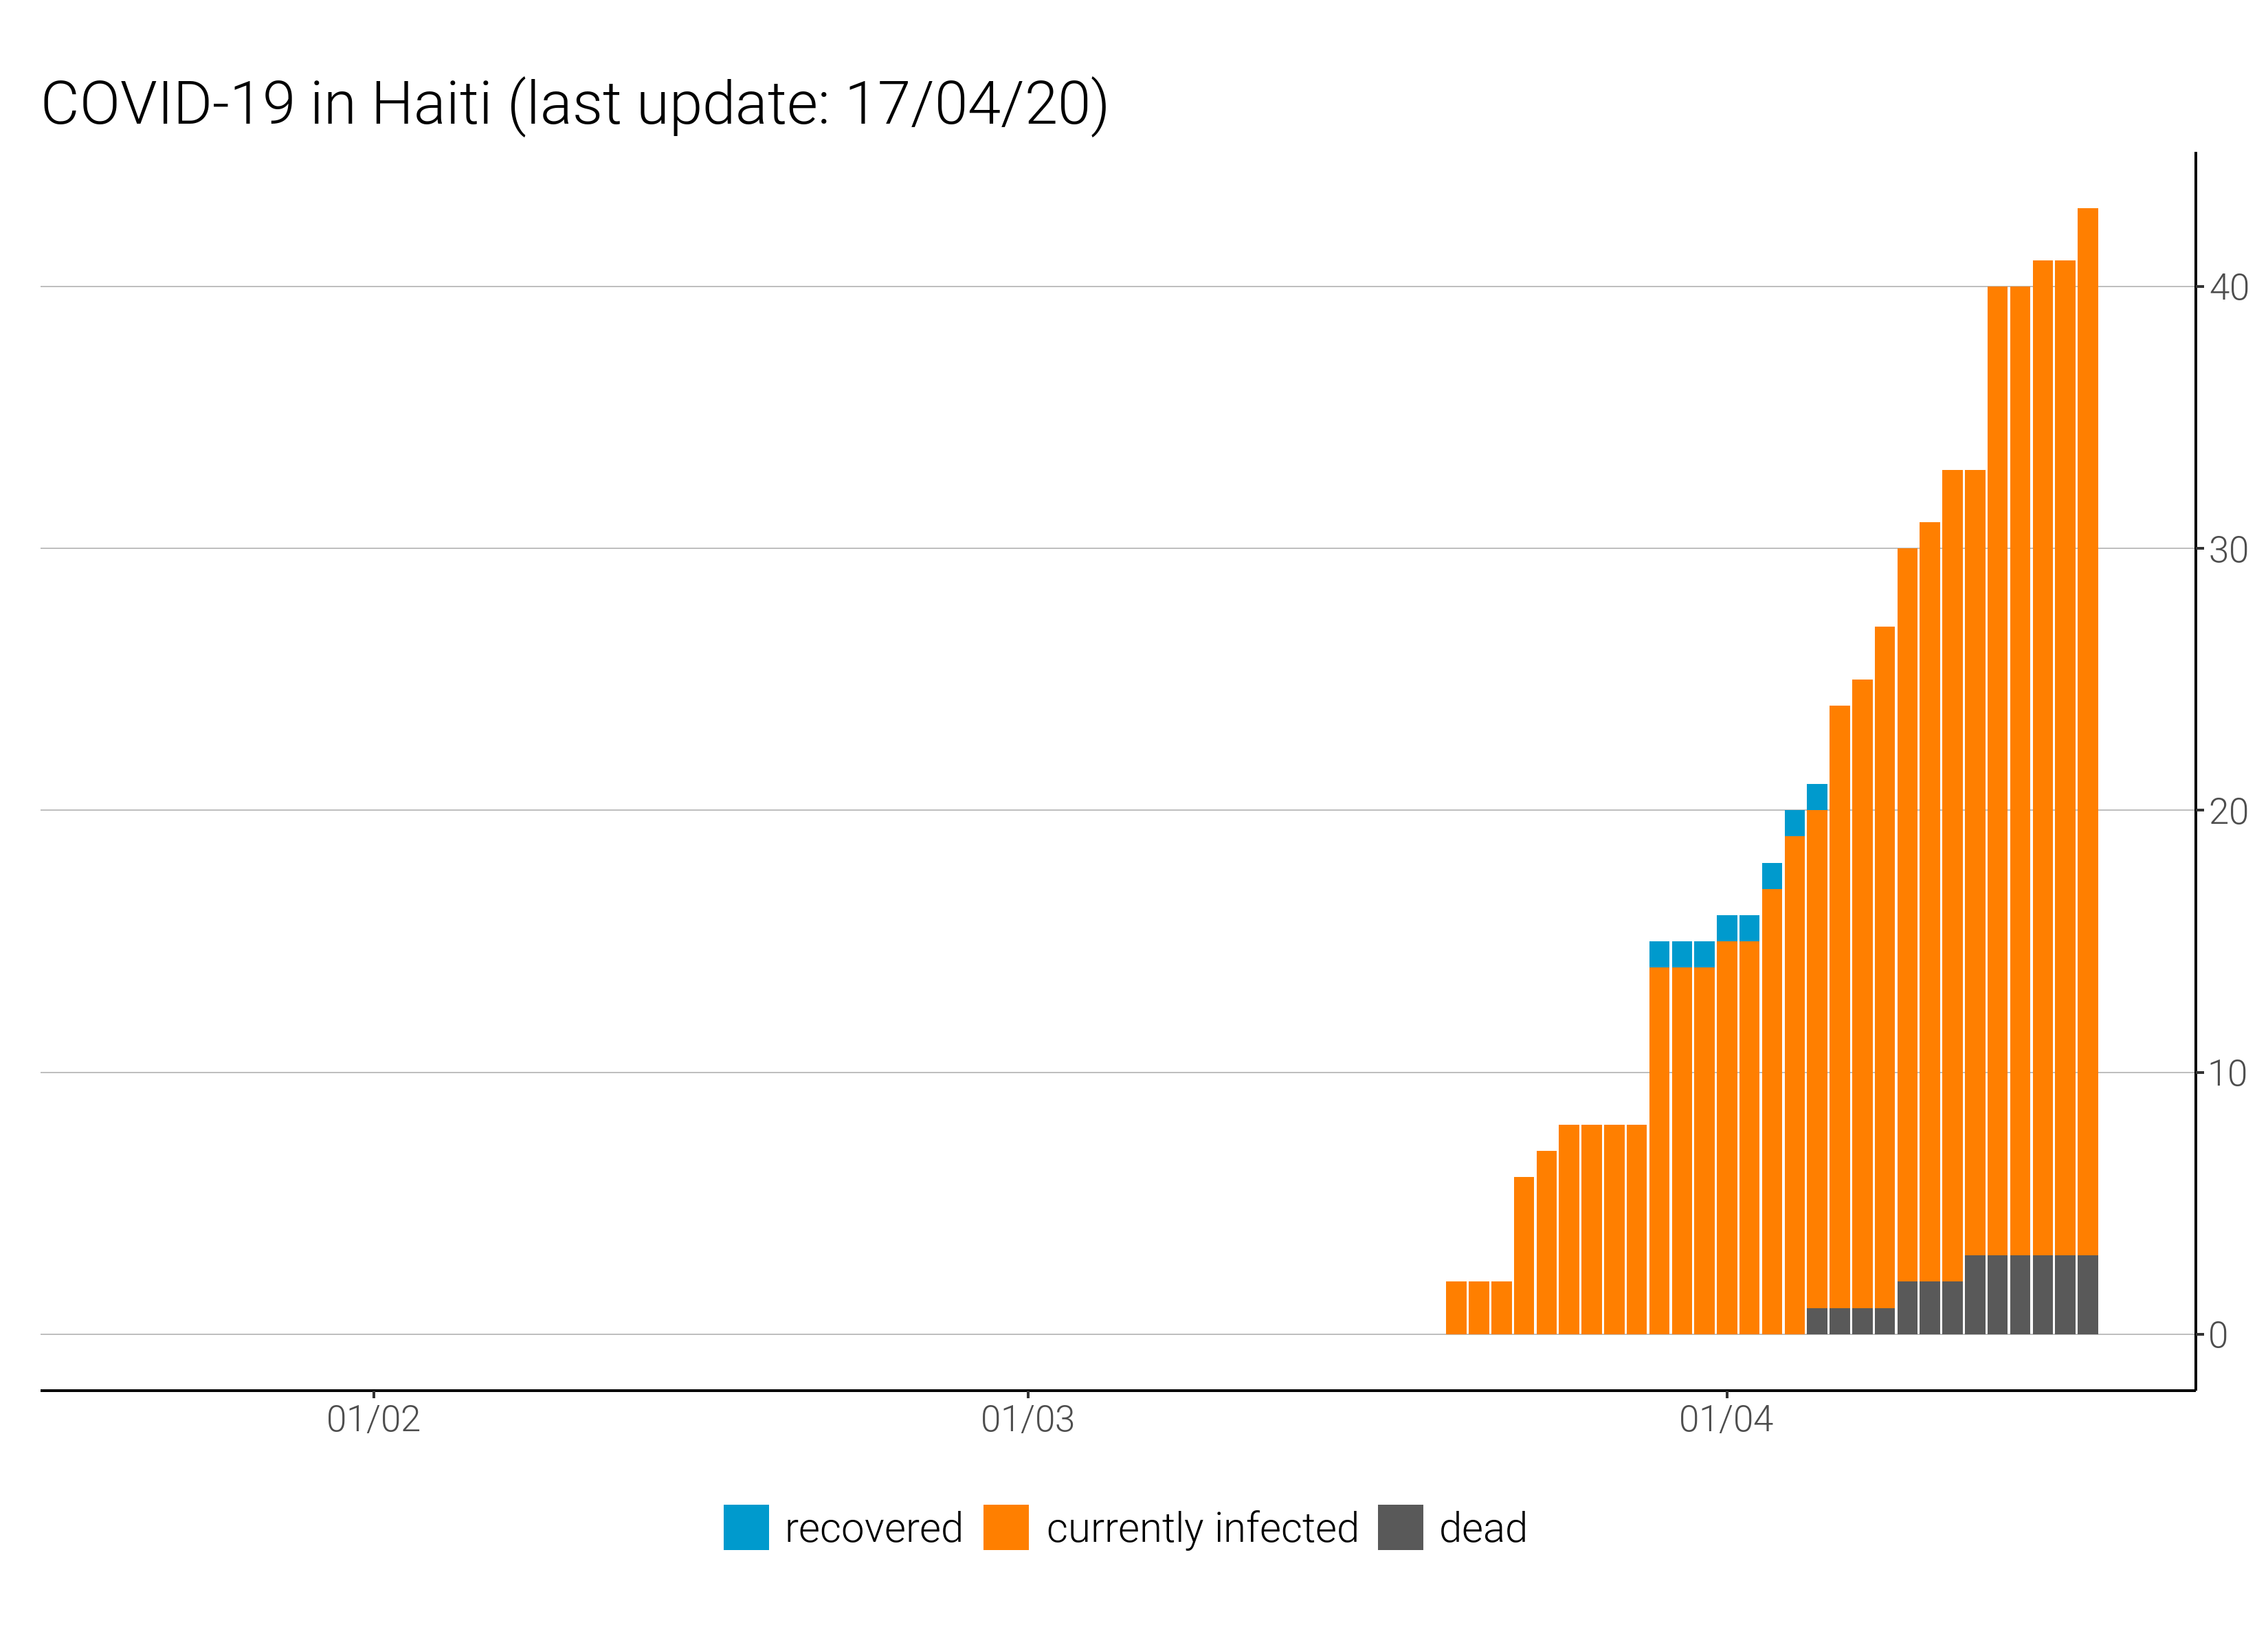 COVID-19 in Haiti (last update: 17/04/20)
40
30
20
10
0
01/02 01/03 01/04
recovered currently infected dead